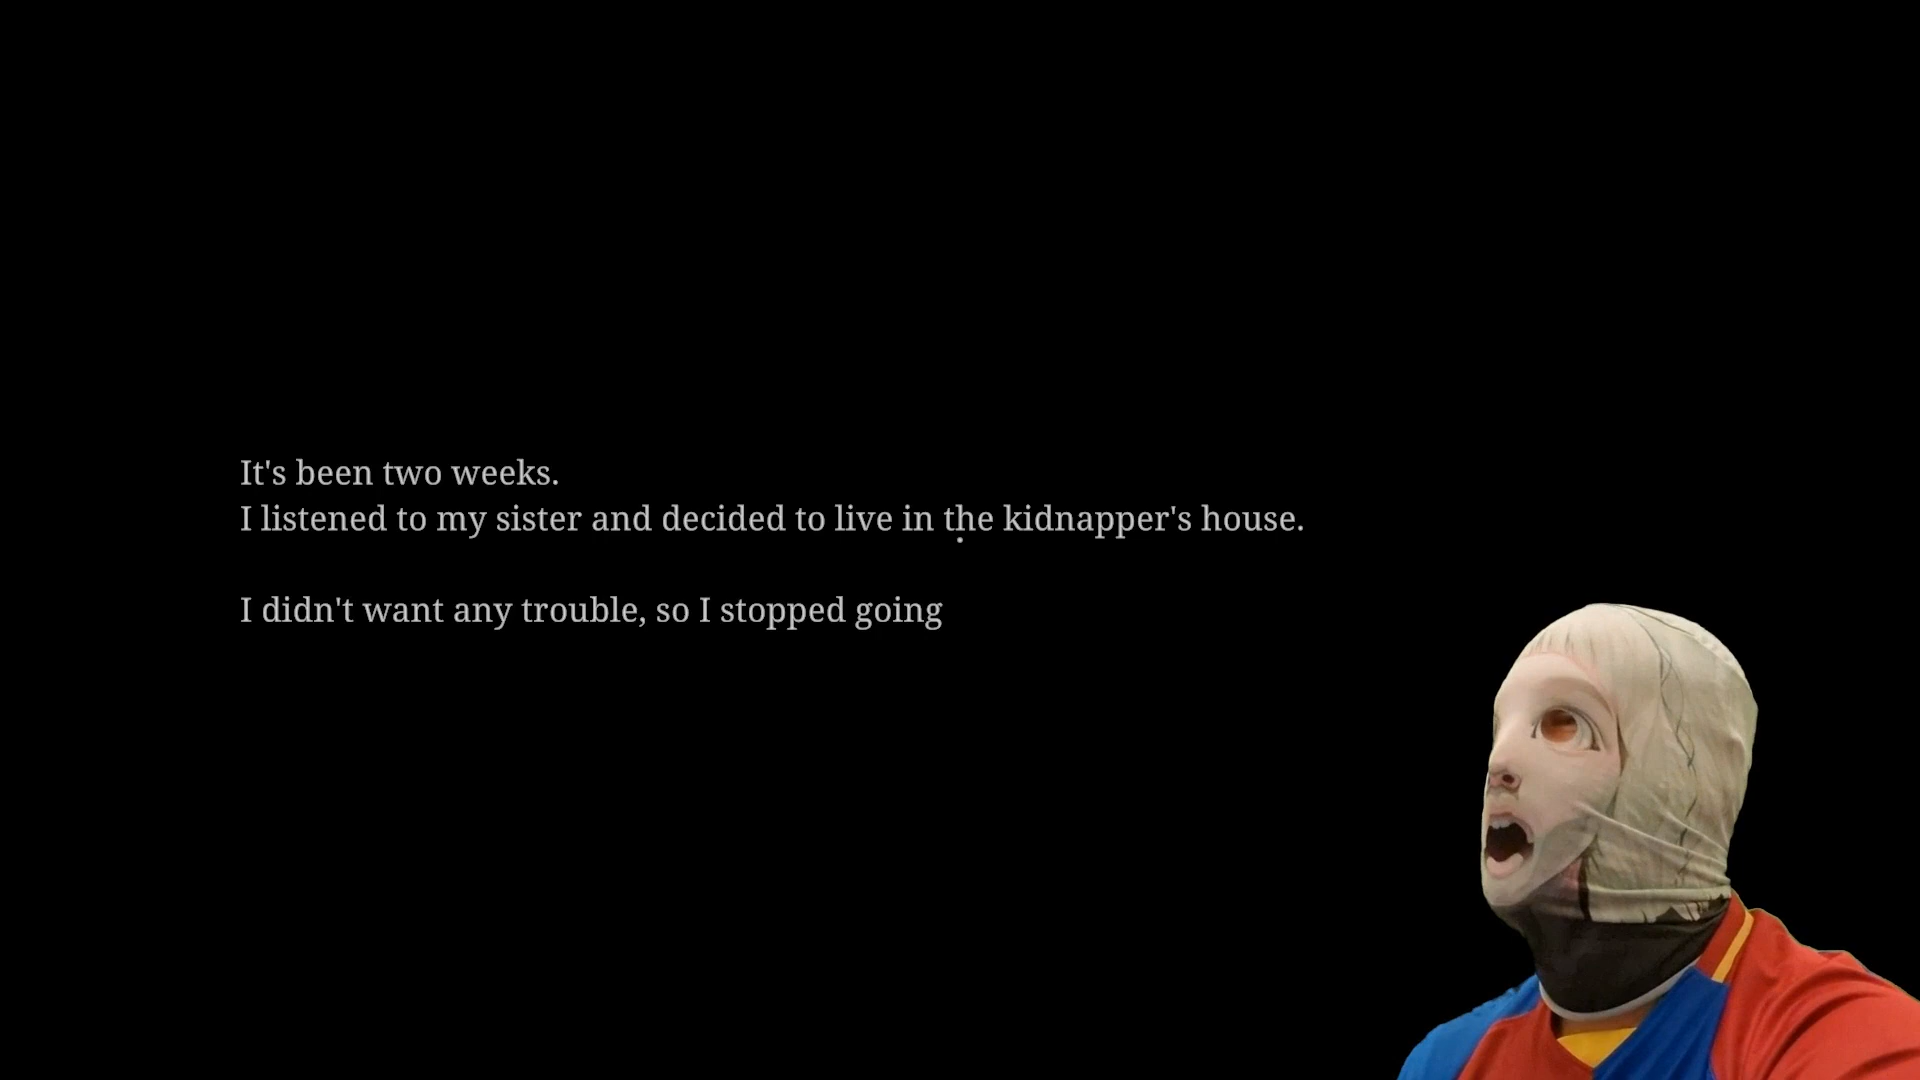 It's been two weeks.
I listened to my sister and decided to live in the kidnapper's house.
I didn't want any trouble, so I stopped going